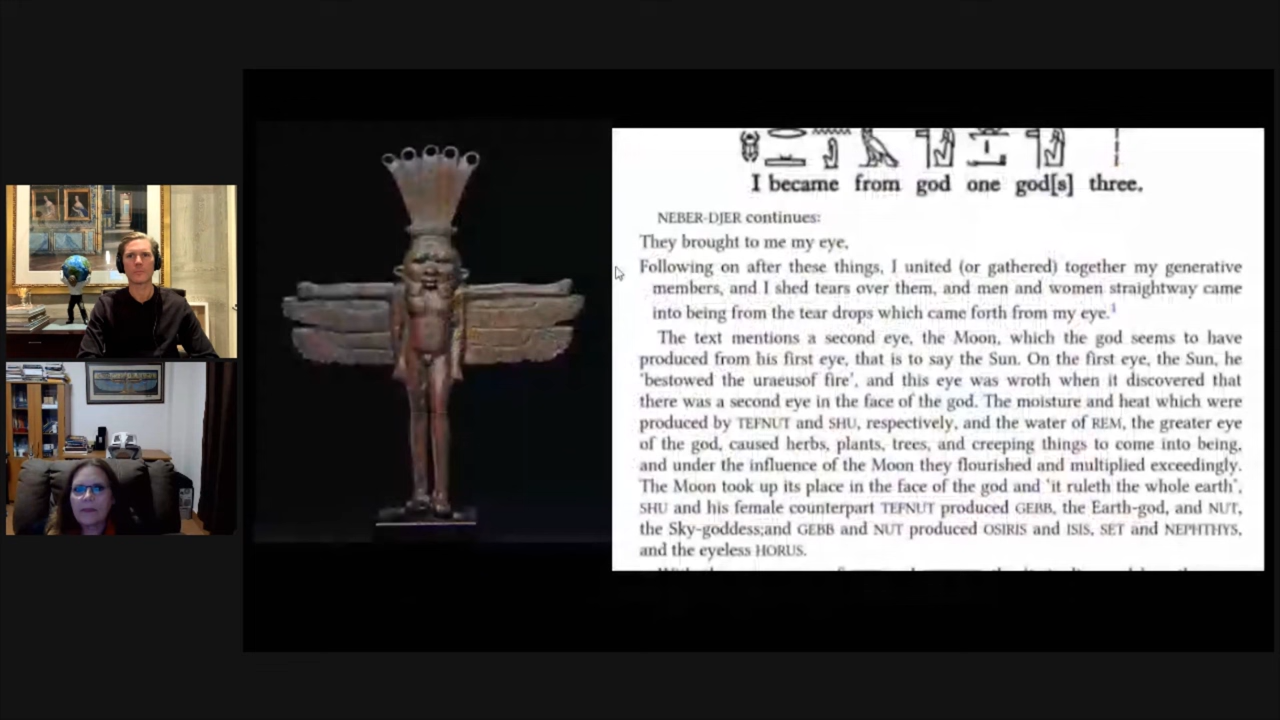 I became from god one god[s] three.
NEBER-DJER continues:
They brought to me my eye,
Following on after these things, I united (or gathered) together my generative
members, and I shed tears over them, and men and women straightway came
into being from the tear drops which came forth from my eye.¹
The text mentions a second eye, the Moon, which the god seems to have
produced from his first eye, that is to say the Sun. On the first eye, the Sun, he
'bestowed the uraeusof fire', and this eye was wroth when it discovered that
there was a second eye in the face of the god. The moisture and heat which were
produced by TEFNUT and SHU, respectively, and the water of REM, the greater eye
of the god, caused herbs, plants, trees, and creeping things to come into being,
and under the influence of the Moon they flourished and multiplied exceedingly.
The Moon took up its place in the face of the god and 'it ruleth the whole earth',
SHU and his female counterpart TEFNUT produced GEBB, the Earth-god, and NUT,
the Sky-goddess;and GEBB and NUT produced OSIRIS and ISIS, SET and NEPHTHYS,
and the eyeless HORUS.